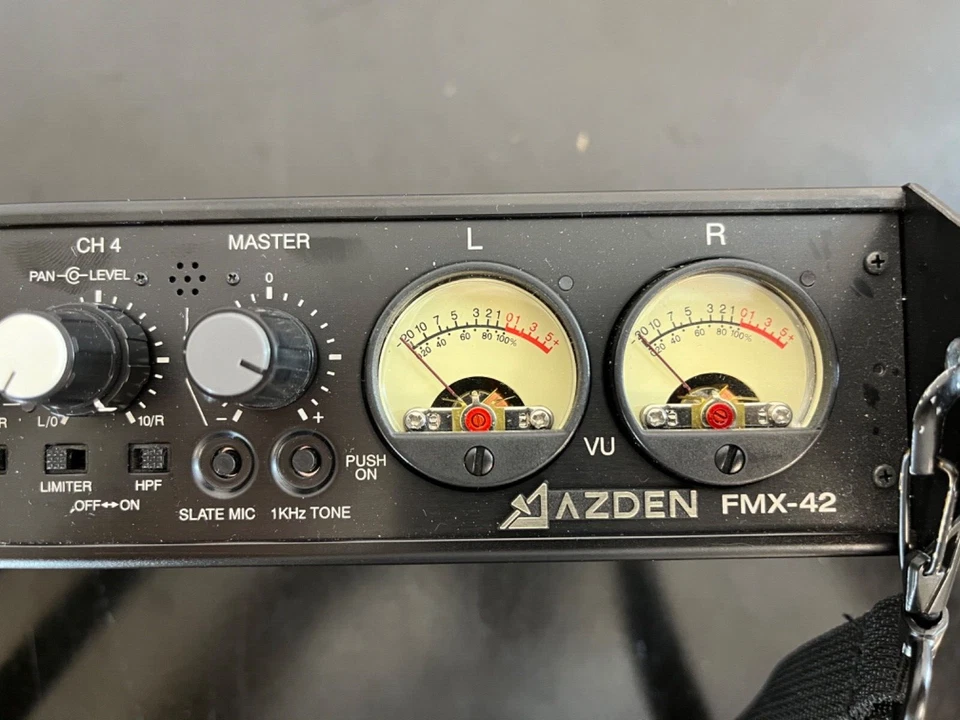 CH 4
MASTER
L
R
PAN LEVEL
0
20 10 7 5 3 2 1 0 1 3 5 +
20 40 60 80 100%
20 10 7 5 3 2 1 0 1 3 5 +
20 40 60 80 100%
R
L/0
10/R
-
+
VU
LIMITER
HPF
PUSH
ON
OFF↔ON
SLATE MIC
1KHz TONE
AZDEN
FMX-42